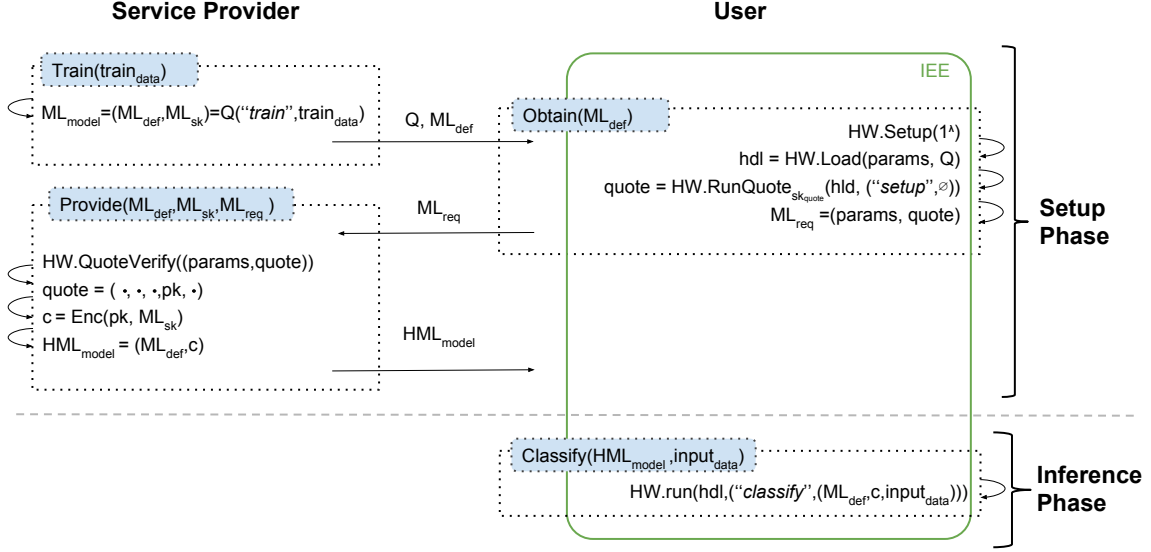 Service Provider
User
IEE
Train(train_data)
ML_model=(ML_def,ML_sk)=Q(“train”,train_data)
Q, ML_def
Obtain(ML_def)
HW.Setup(1^λ)
hdl = HW.Load(params, Q)
quote = HW.RunQuote_sk_quote(hld, (“setup”,∅))
ML_req =(params, quote)
Setup
Phase
ML_req
Provide(ML_def,ML_sk,ML_req )
HW.QuoteVerify((params,quote))
quote = ( ·, ·, ·,pk, ·)
c = Enc(pk, ML_sk)
HML_model = (ML_def,c)
HML_model
Classify(HML_model ,input_data)
HW.run(hdl,(“classify”,(ML_def,c,input_data)))
Inference
Phase